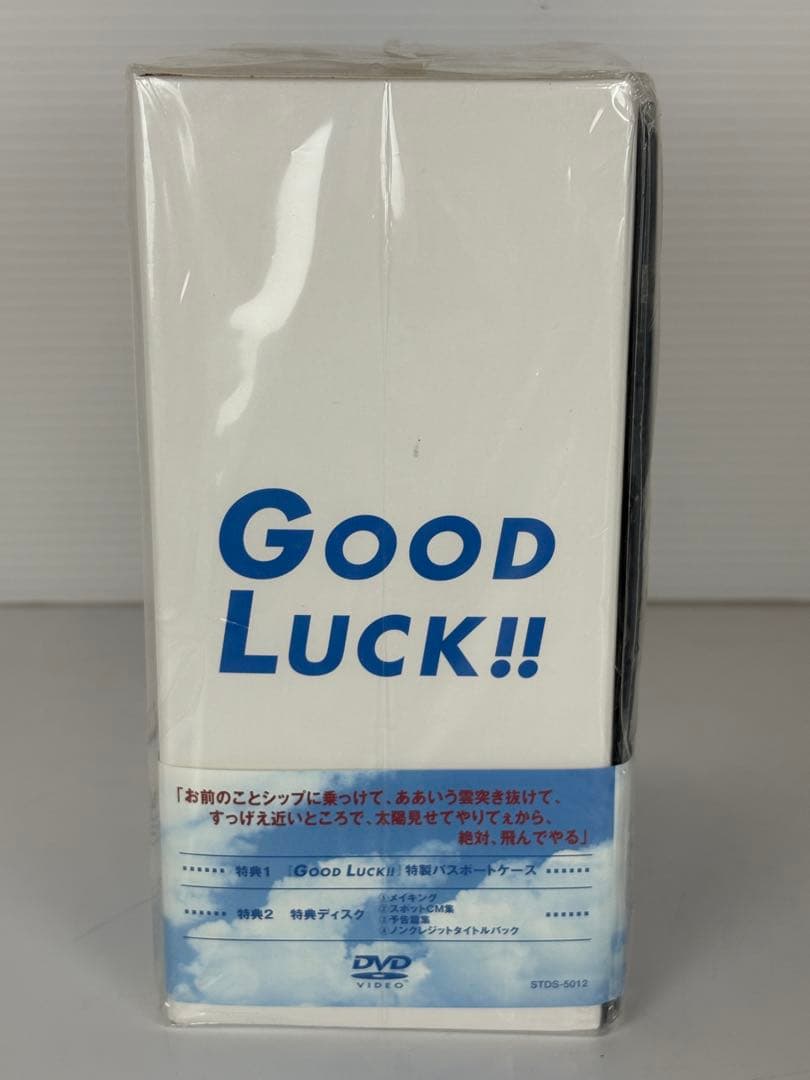 GOOD
LUCK!!
「お前のことシップに乗っけて、ああいう雲突き抜けて、
すっげえ近いところで、太陽見せてやりてぇから、
絶対、飛んでやる」
特典1 『GOOD LUCK!!』特製パスポートケース
特典2 特典ディスク
①メイキング
②スポットCM集
③予告篇集
④ノンクレジットタイトルバック
DVD
VIDEO™
STDS-5012